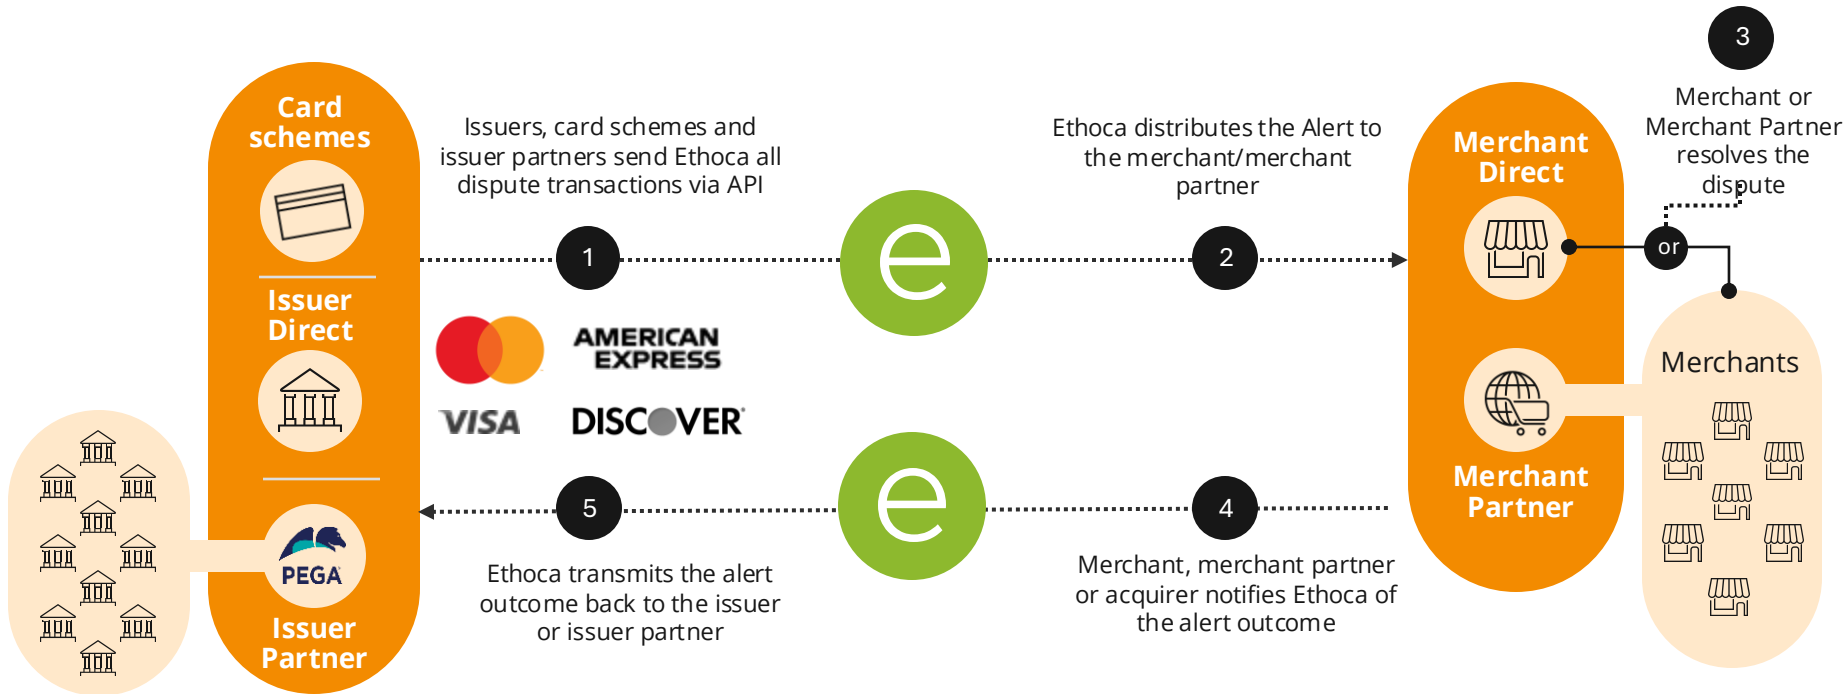 Card
schemes
Issuer
Direct
PEGA
Issuer
Partner
Issuers, card schemes and
issuer partners send Ethoca all
dispute transactions via API
1
AMERICAN
EXPRESS
VISA
DISCOVER
e
Ethoca distributes the Alert to
the merchant/merchant
partner
2
Merchant
Direct
Merchant
Partner
3
Merchant or
Merchant Partner
resolves the
dispute
or
Merchants
4
Merchant, merchant partner
or acquirer notifies Ethoca of
the alert outcome
e
5
Ethoca transmits the alert
outcome back to the issuer
or issuer partner